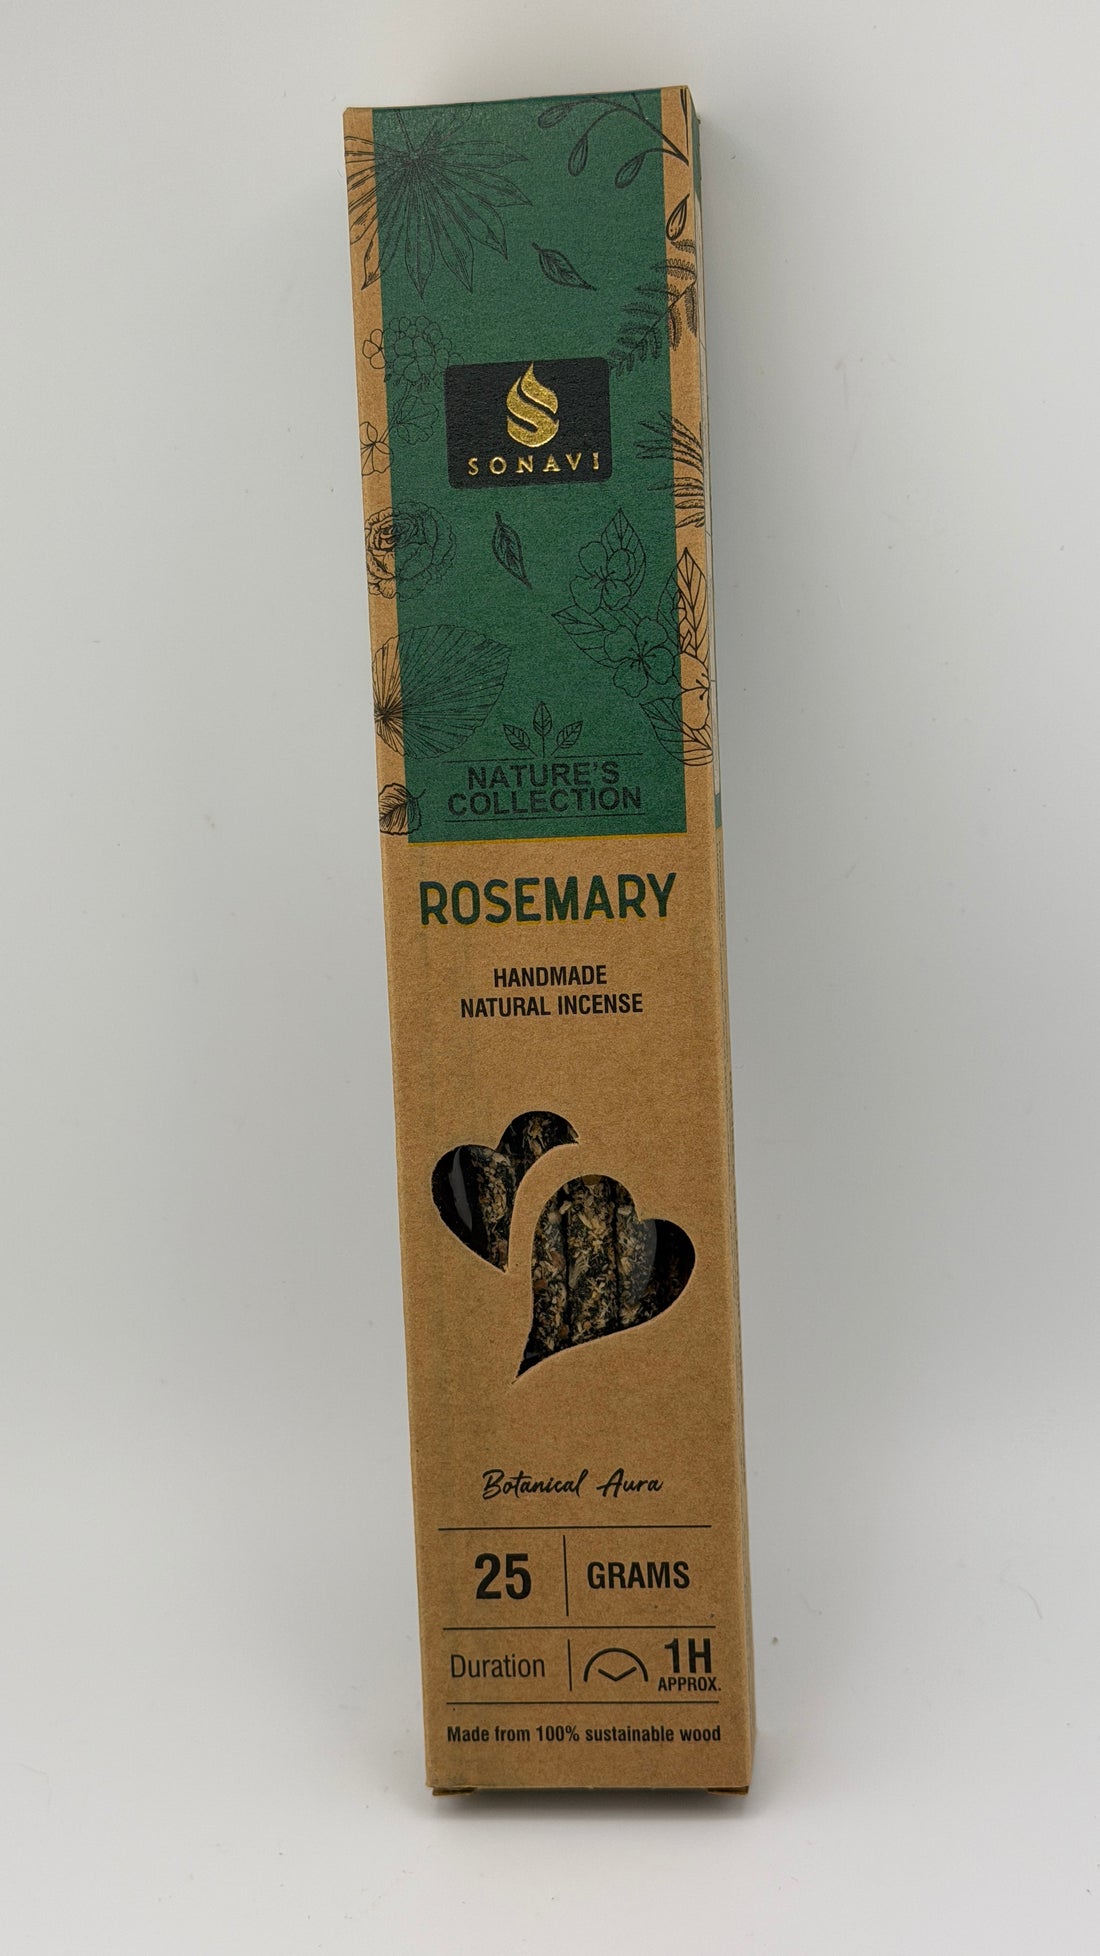 SONAVI
NATURE'S
COLLECTION
ROSEMARY
HANDMADE
NATURAL INCENSE
Botanical Aura
25 GRAMS
Duration 1H
APPROX.
Made from 100% sustainable wood